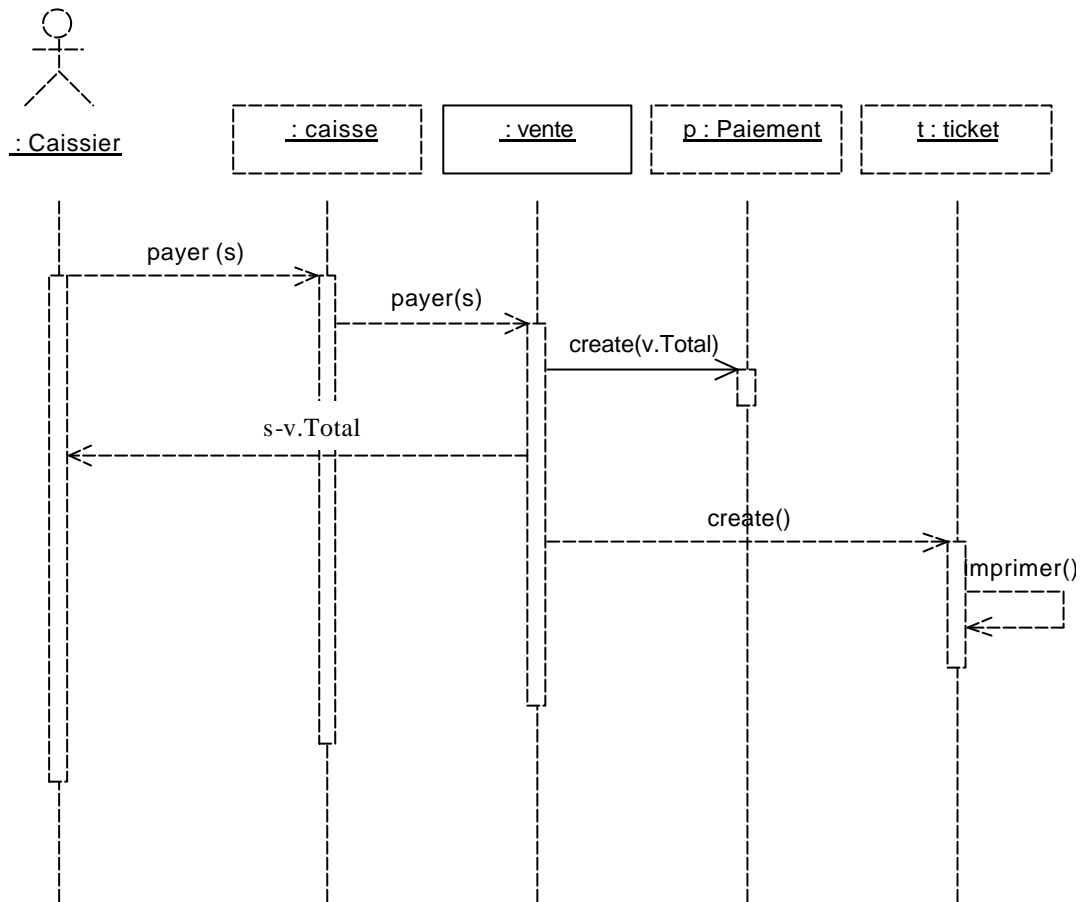 : Caissier
: caisse
: vente
p : Paiement
t : ticket
payer (s)
payer(s)
create(v.Total)
s-v.Total
create()
imprimer()